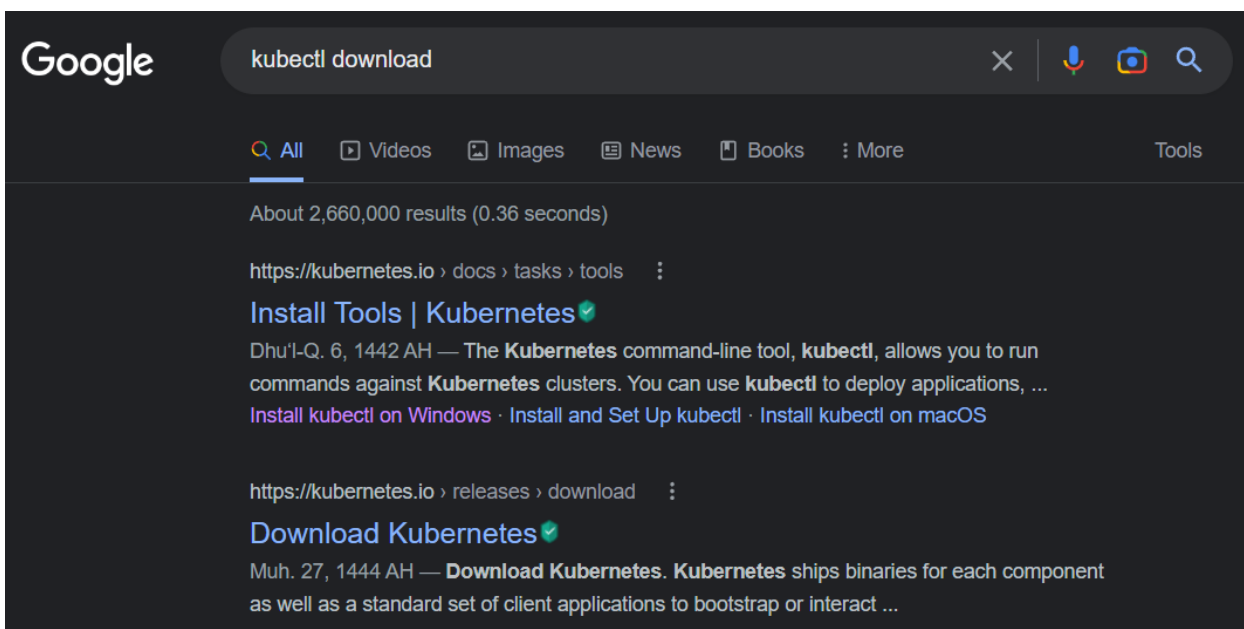 Google
kubectl download
All Videos Images News Books More Tools
About 2,660,000 results (0.36 seconds)
https://kubernetes.io › docs › tasks › tools
Install Tools | Kubernetes
Dhuʻl-Q. 6, 1442 AH — The Kubernetes command-line tool, kubectl, allows you to run
commands against Kubernetes clusters. You can use kubectl to deploy applications, ...
Install kubectl on Windows · Install and Set Up kubectl · Install kubectl on macOS
https://kubernetes.io › releases › download
Download Kubernetes
Muh. 27, 1444 AH — Download Kubernetes. Kubernetes ships binaries for each component
as well as a standard set of client applications to bootstrap or interact ...